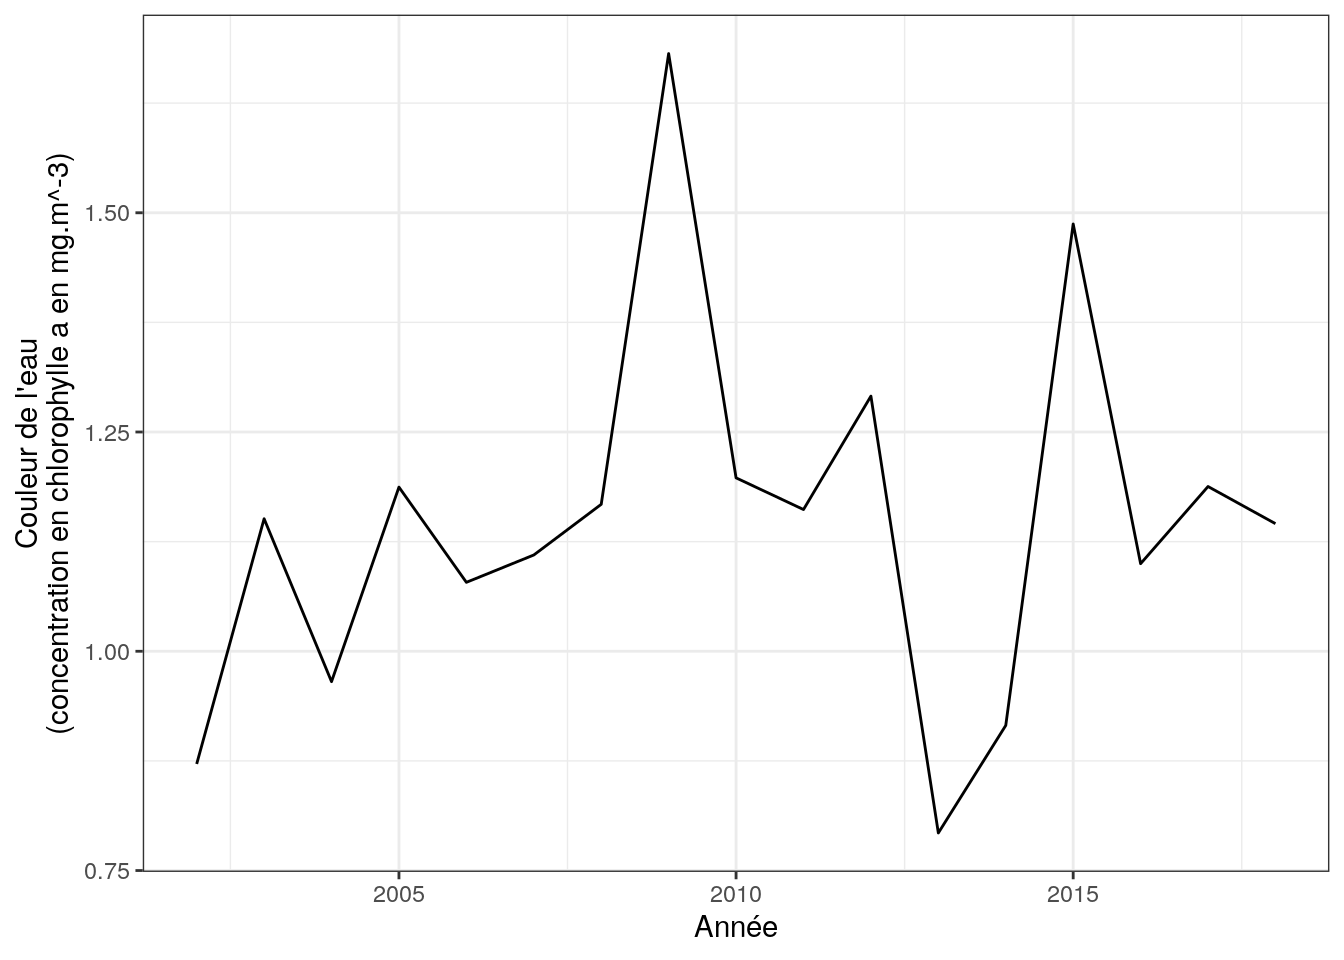 Couleur de l'eau
(concentration en chlorophylle a en mg.m^-3)
1.50
1.25
1.00
0.75
2005 2010 2015
Année